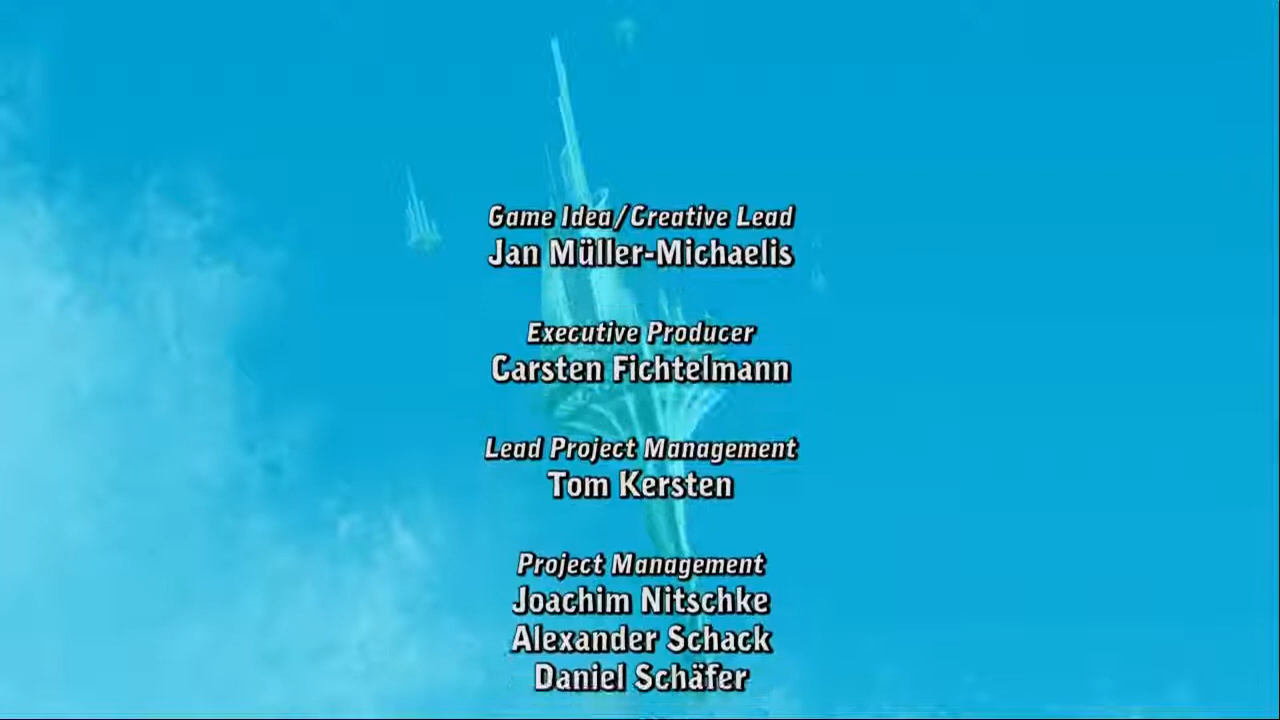 Game Idea/Creative Lead
Jan Müller-Michaelis
Executive Producer
Carsten Fichtelmann
Lead Project Management
Tom Kersten
Project Management
Joachim Nitschke
Alexander Schack
Daniel Schäfer